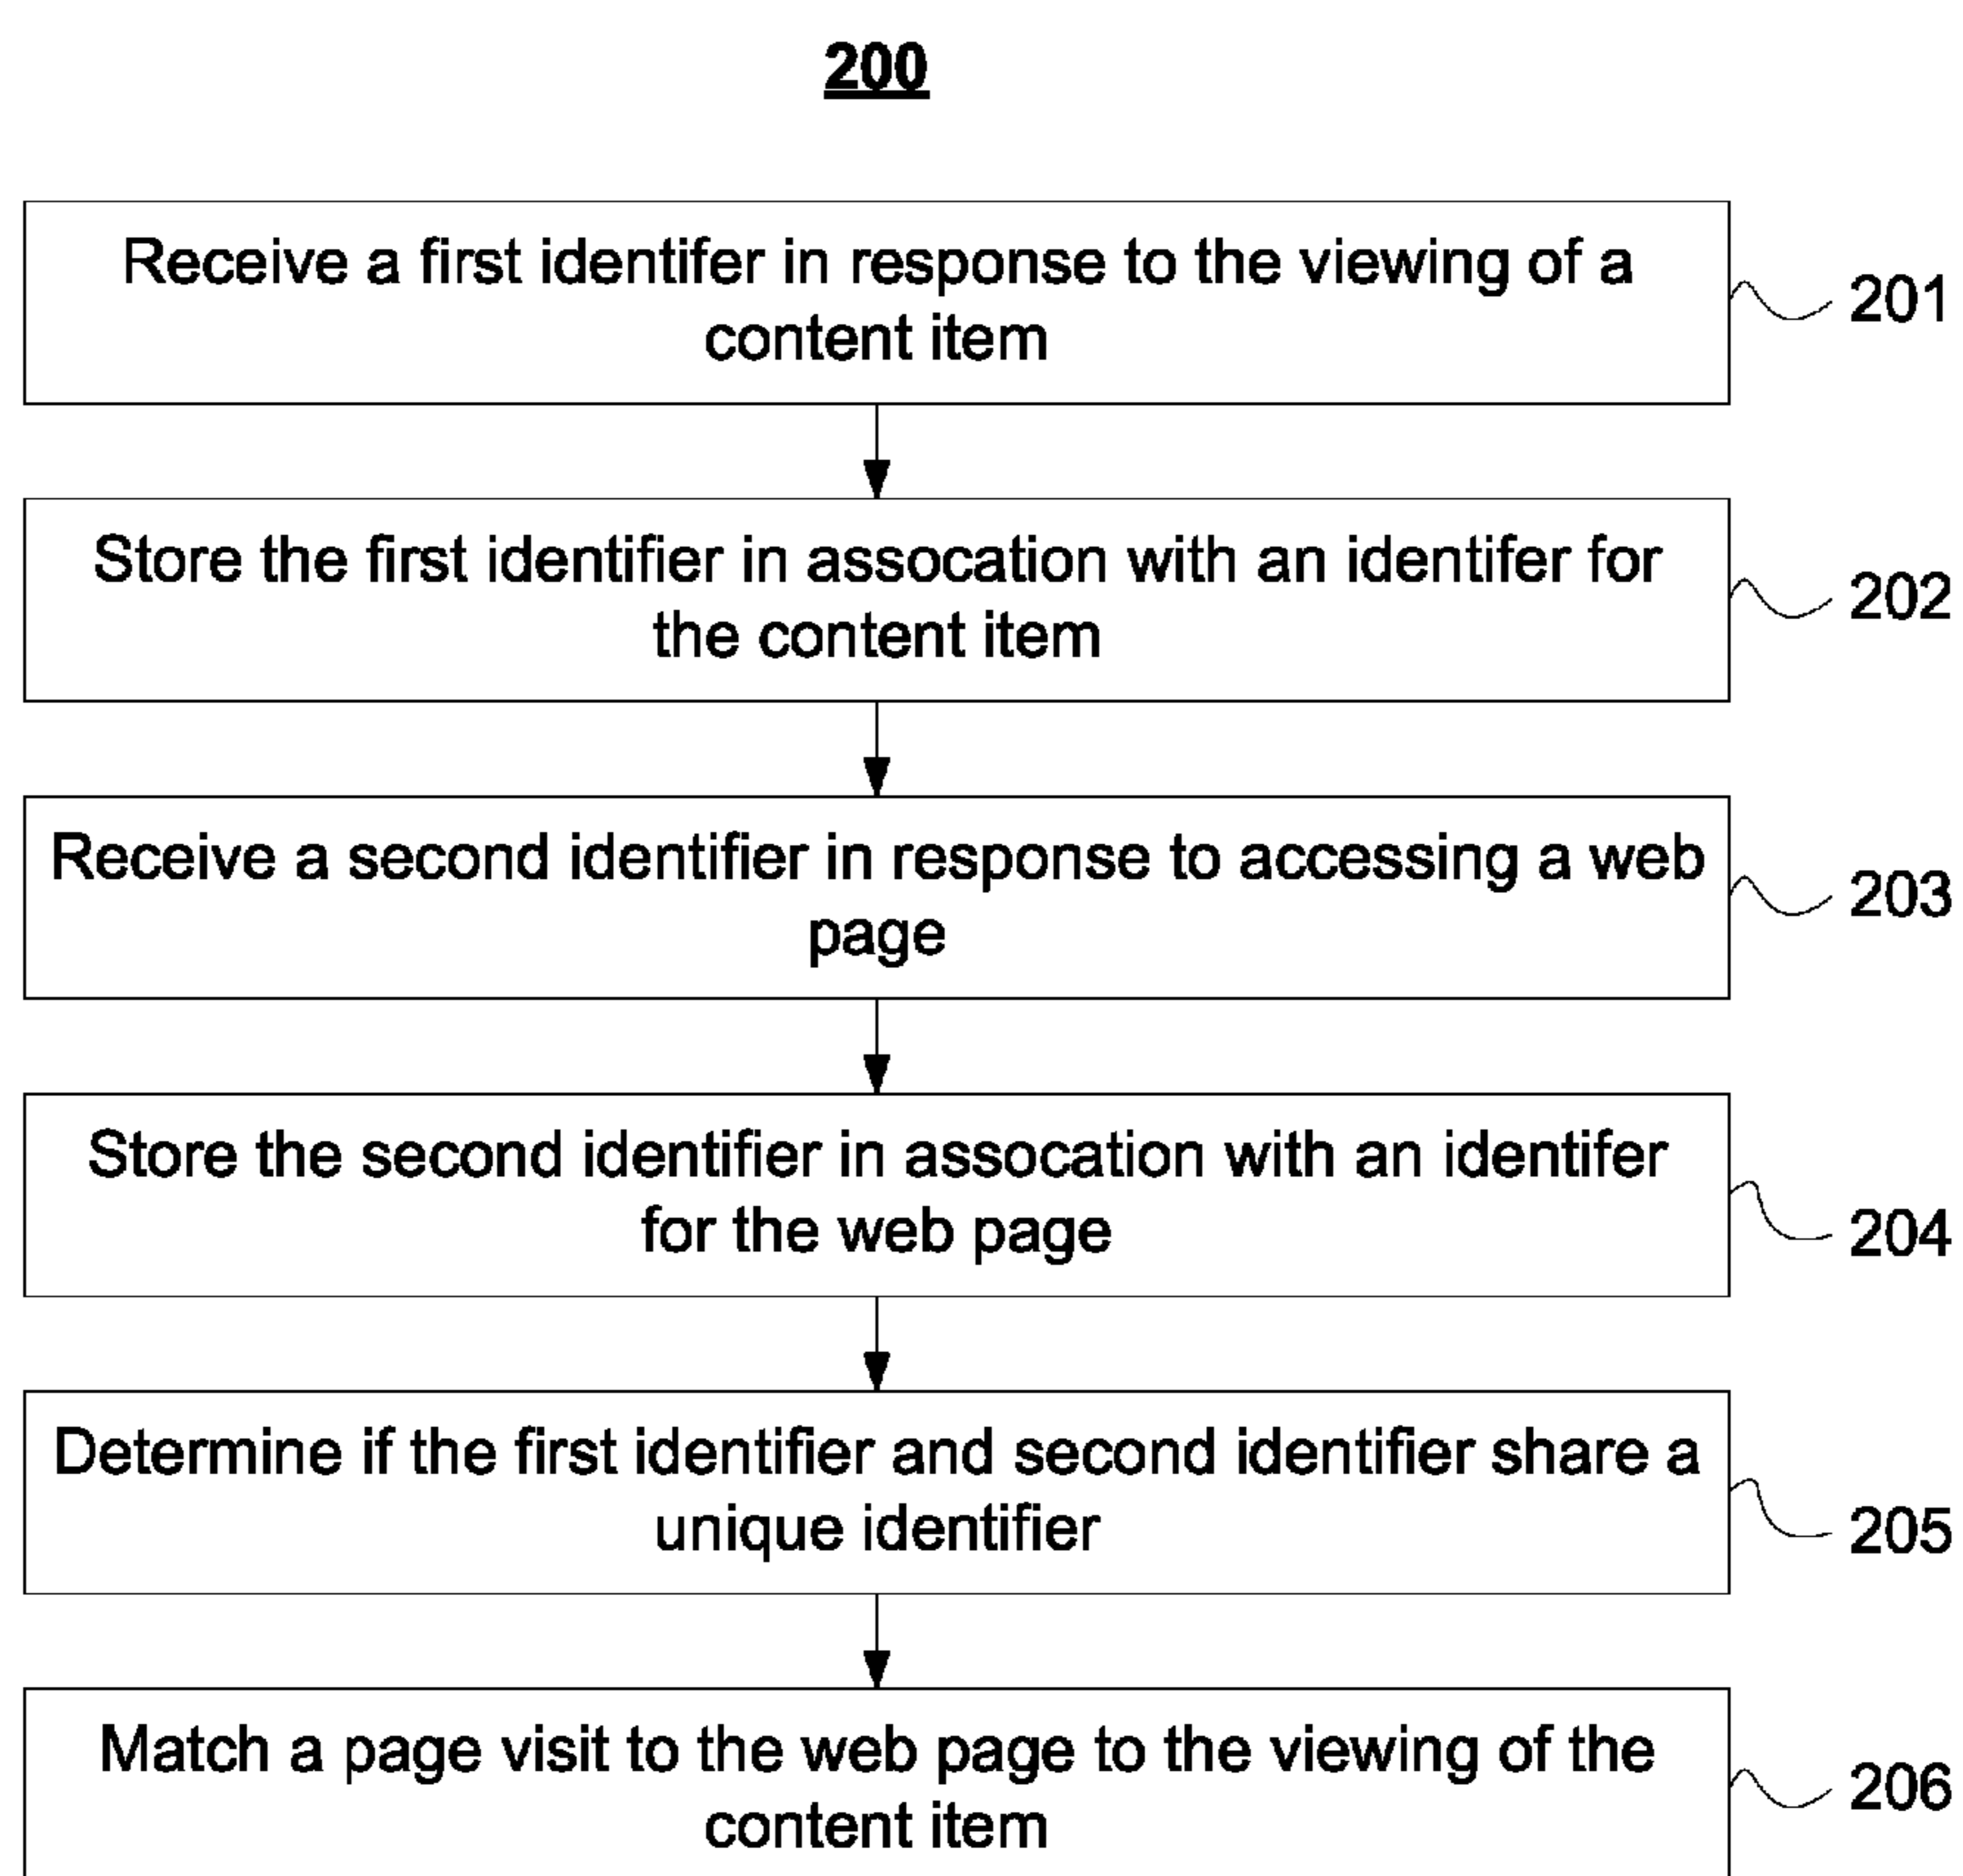 200
Receive a first identifer in response to the viewing of a
content item
201
Store the first identifier in assocation with an identifer for
the content item
202
Receive a second identifier in response to accessing a web
page
203
Store the second identifier in assocation with an identifer
for the web page
204
Determine if the first identifier and second identifier share a
unique identifier
205
Match a page visit to the web page to the viewing of the
content item
206